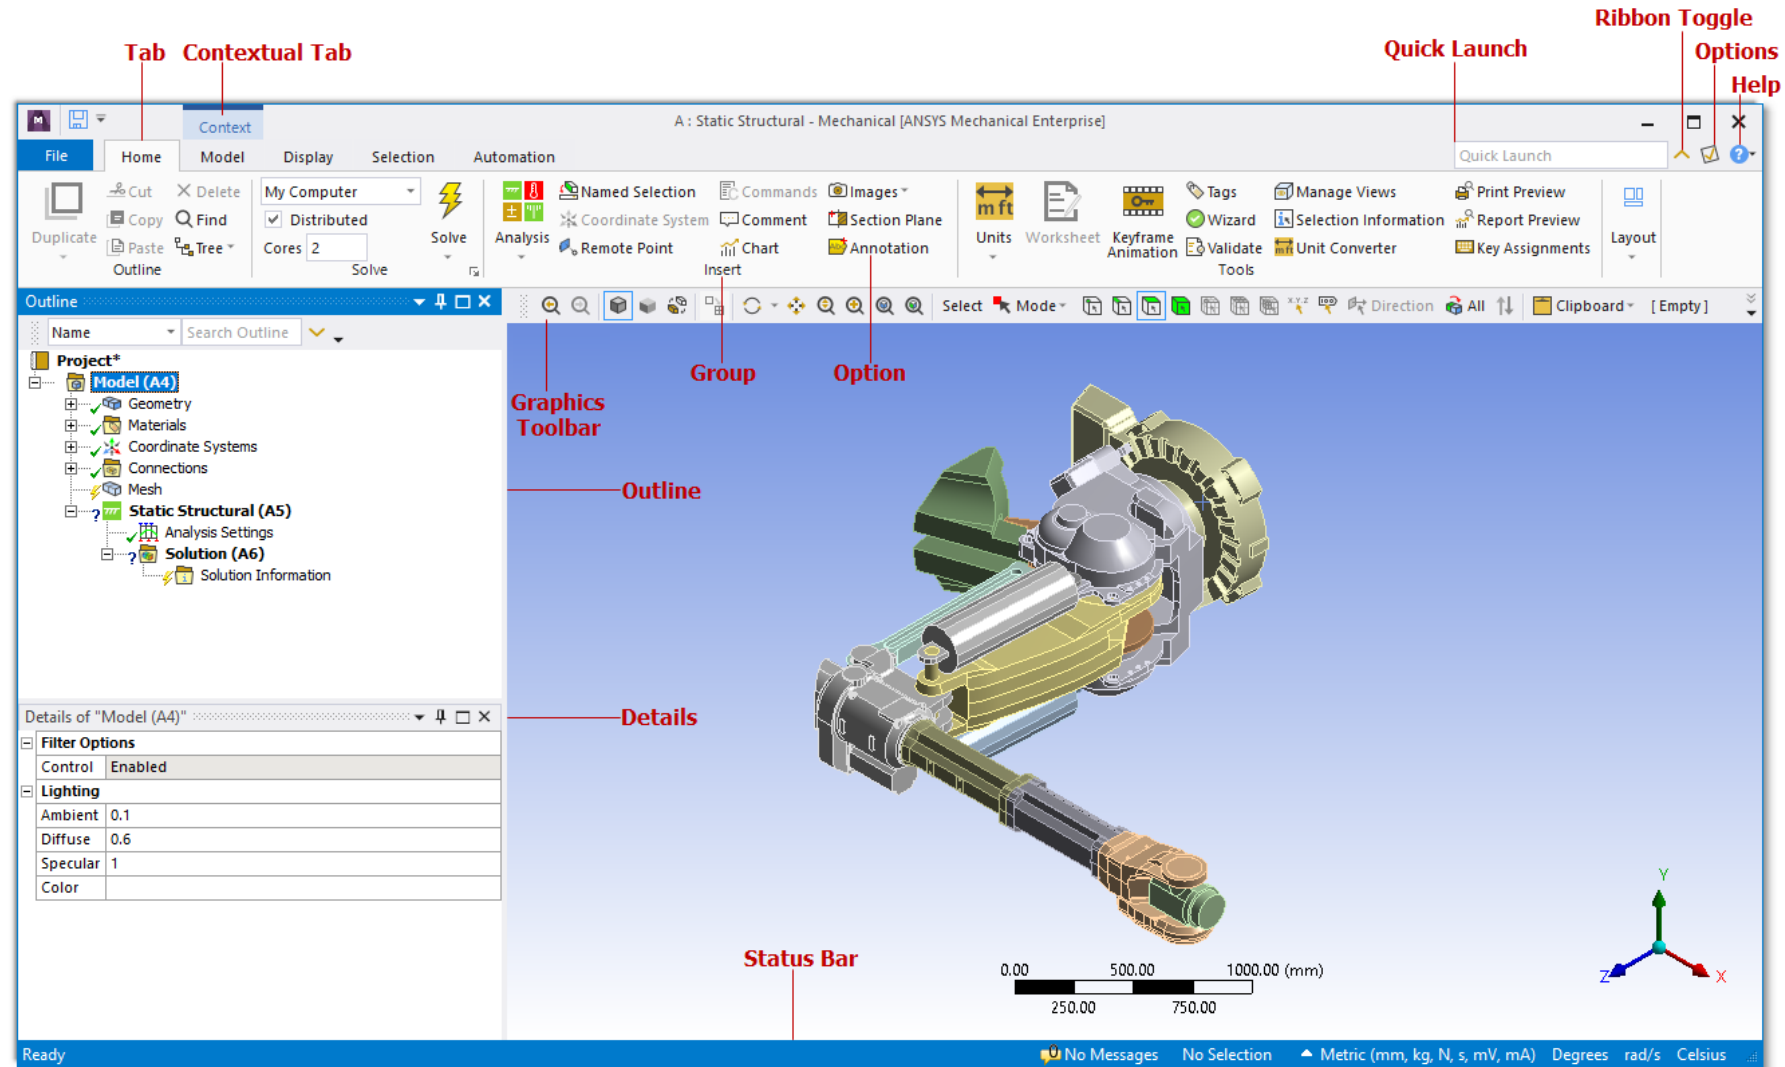 Ribbon Toggle
Tab Contextual Tab Quick Launch Options
Help
M
Context A : Static Structural - Mechanical [ANSYS Mechanical Enterprise]
File Home Model Display Selection Automation Quick Launch
Cut Delete My Computer Named Selection Commands Images Tags Manage Views Print Preview
Copy Find Distributed Coordinate System Comment Section Plane Wizard Selection Information Report Preview
Duplicate Solve Analysis Units Worksheet Keyframe Animation Layout
Paste Tree Cores 2 Remote Point Chart Annotation Validate Unit Converter Key Assignments
Outline Solve Insert Tools
Outline
Select Mode Direction All Clipboard [ Empty ]
Name Search Outline
Project*
Model (A4)
Geometry
Materials
Coordinate Systems
Connections
Mesh
Static Structural (A5)
Analysis Settings
Solution (A6)
Solution Information
Group Option
Graphics
Toolbar
Outline
Details
Details of "Model (A4)"
Filter Options
Control Enabled
Lighting
Ambient 0.1
Diffuse 0.6
Specular 1
Color
Status Bar
0.00 500.00 1000.00 (mm)
250.00 750.00
Y
Z X
Ready 0 No Messages No Selection Metric (mm, kg, N, s, mV, mA) Degrees rad/s Celsius